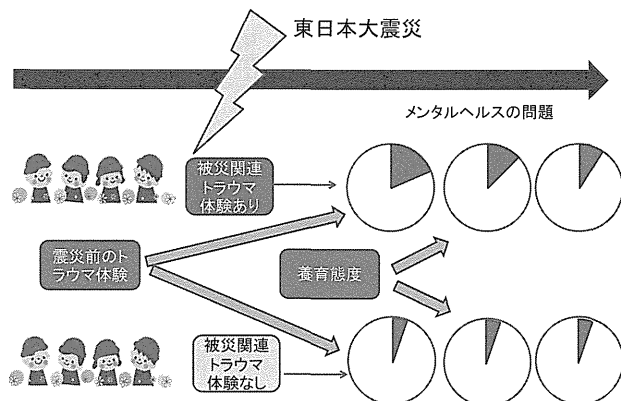 東日本大震災
メンタルヘルスの問題
被災関連
トラウマ
体験あり
震災前のト
ラウマ体験
養育態度
被災関連
トラウマ
体験なし